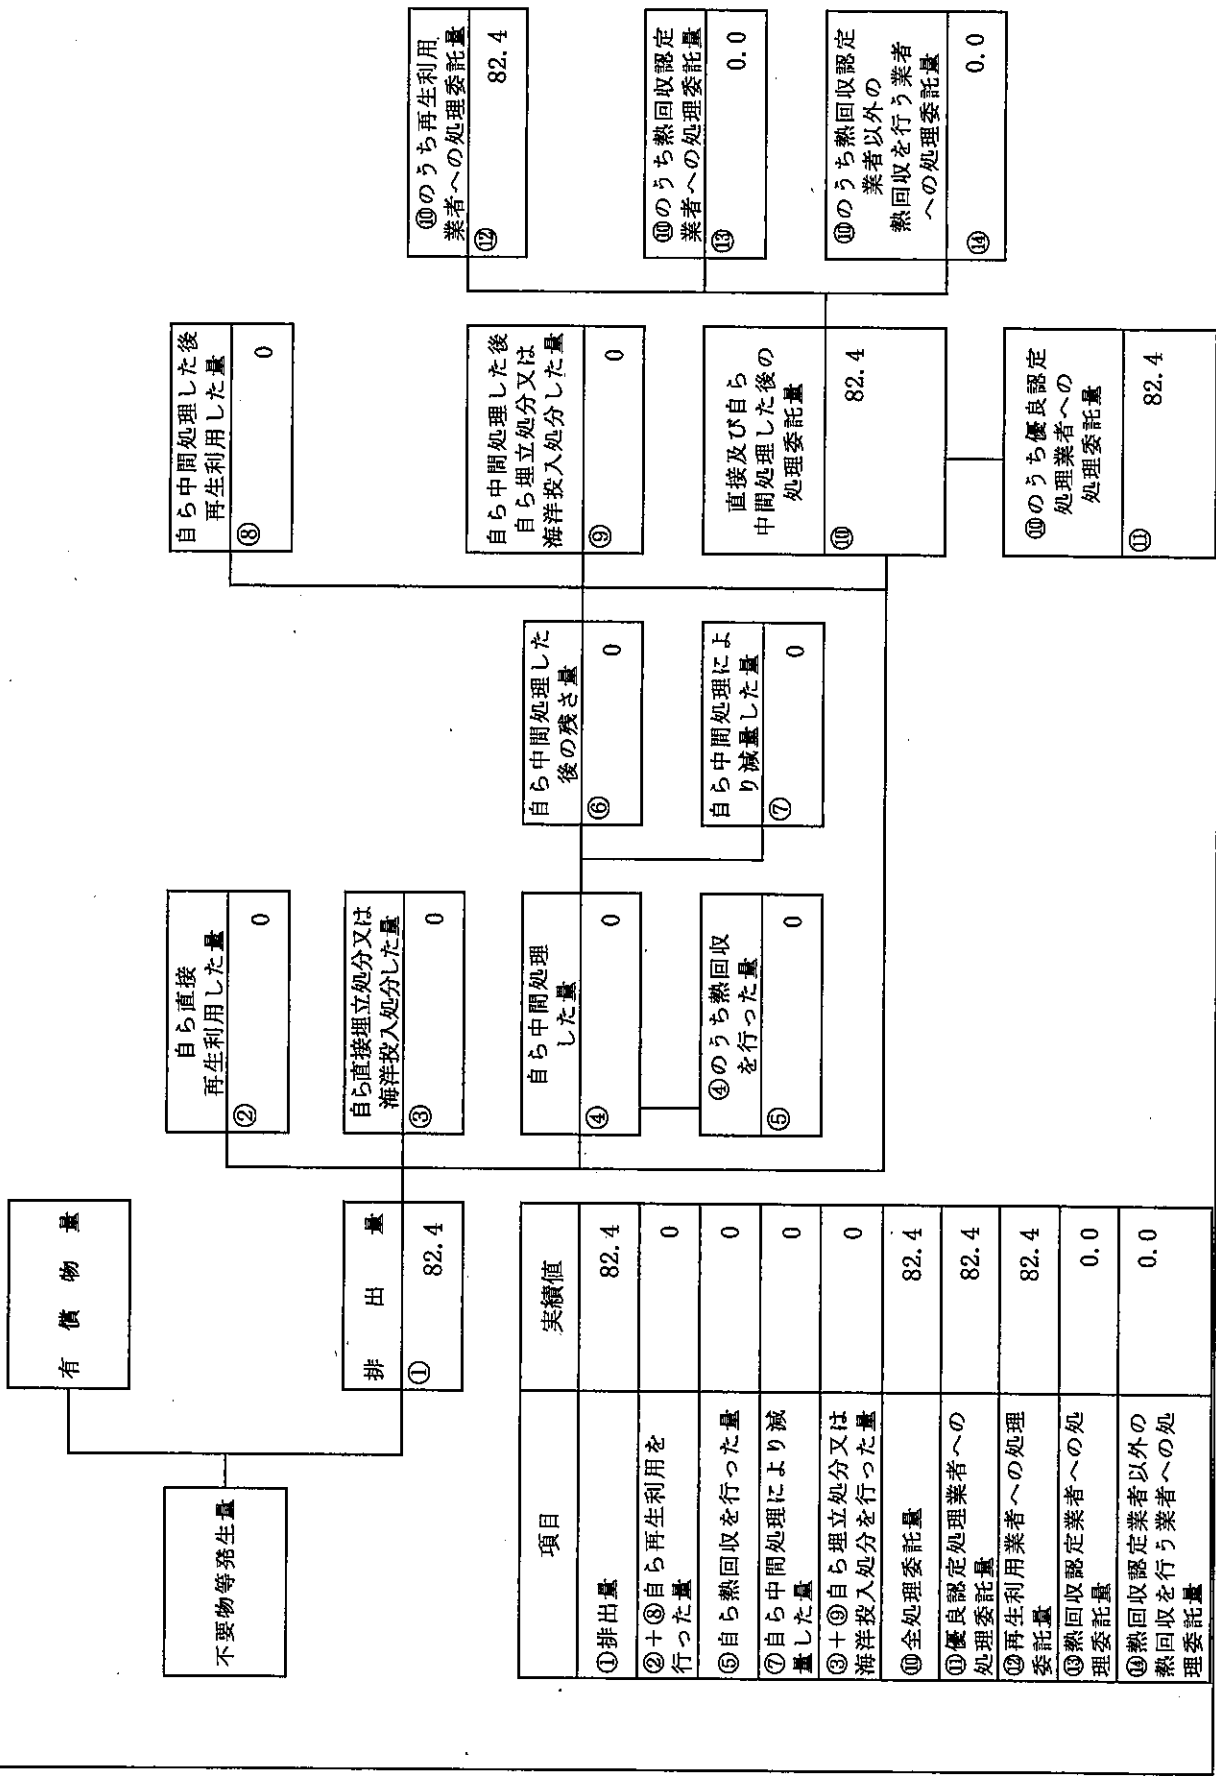 不要物等発生量
有償物量
排出量
① 82.4
自ら直接
再生利用した量
② 0
自ら直接埋立処分又は
海洋投入処分した量
③ 0
自ら中間処理
した量
④ 0
④のうち熱回収
を行った量
⑤ 0
自ら中間処理した
後の残さ量
⑥ 0
自ら中間処理によ
り減量した量
⑦ 0
自ら中間処理した後
再生利用した量
⑧ 0
自ら中間処理した後
自ら埋立処分又は
海洋投入処分した量
⑨ 0
直接及び自ら
中間処理した後の
処理委託量
⑩ 82.4
⑩のうち優良認定
処理業者への
処理委託量
⑪ 82.4
⑩のうち再生利用
業者への処理委託量
⑫ 82.4
⑩のうち熱回収認定
業者への処理委託量
⑬ 0.0
⑩のうち熱回収認定
業者以外の
熱回収を行う業者
への処理委託量
⑭ 0.0
項目 実績値
①排出量 82.4
②+⑧自ら再生利用を
行った量 0
⑤自ら熱回収を行った量 0
⑦自ら中間処理により減
量した量 0
③+⑨自ら埋立処分又は
海洋投入処分を行った量 0
⑩全処理委託量 82.4
⑪優良認定処理業者への
処理委託量 82.4
⑫再生利用業者への処理
委託量 82.4
⑬熱回収認定業者への処
理委託量 0.0
⑭熱回収認定業者以外の
熱回収を行う業者への処
理委託量 0.0